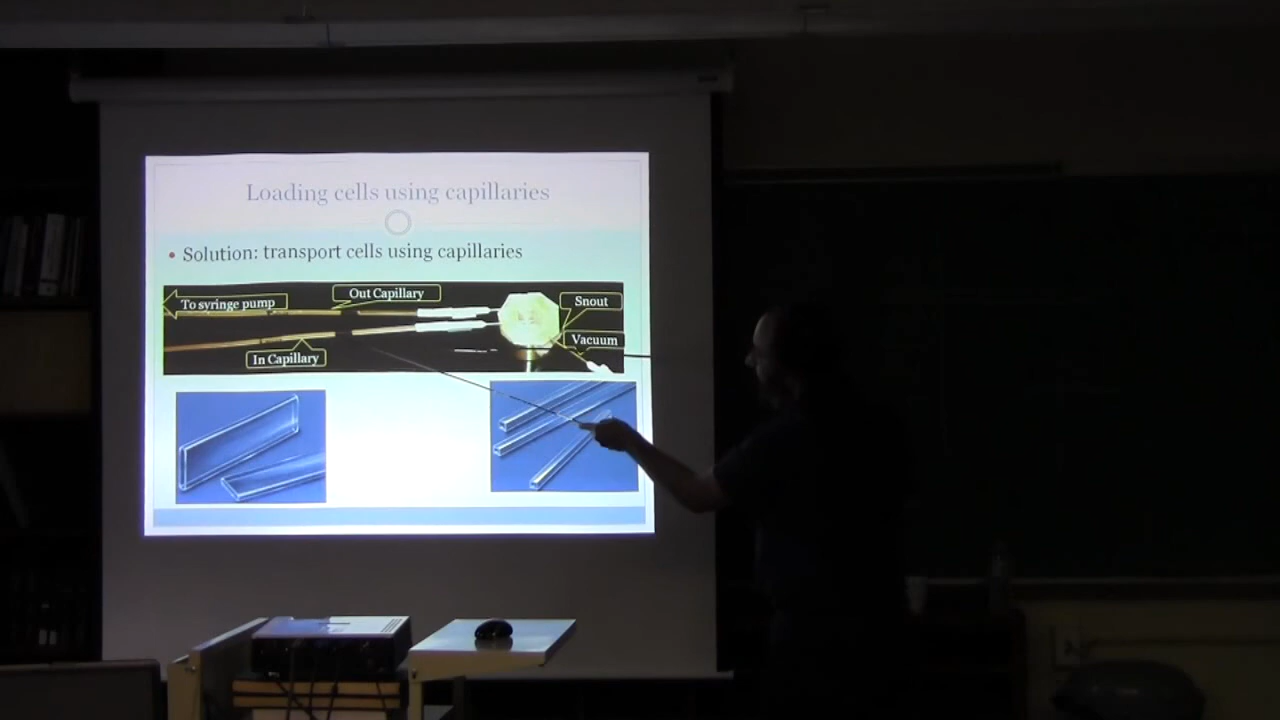 Loading cells using capillaries
• Solution: transport cells using capillaries
To syringe pump
Out Capillary
Snout
Vacuum
In Capillary